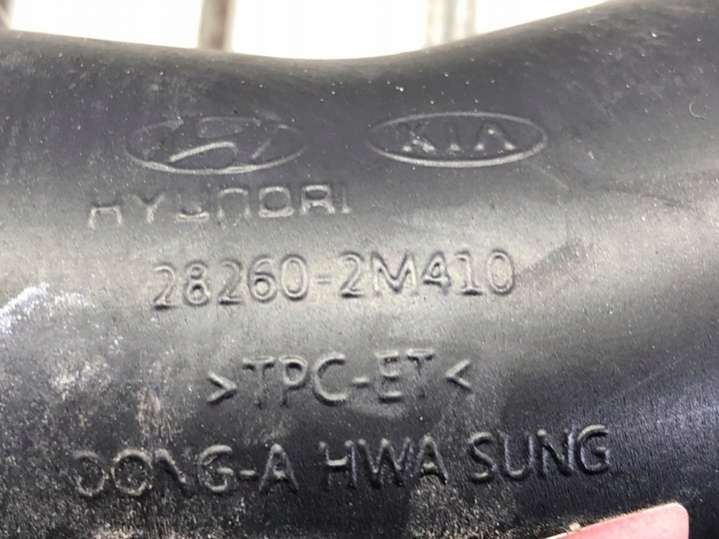 KIA
HYUNDAI
28260-2M410
>TPC-ET<
DONG-A HWA SUNG